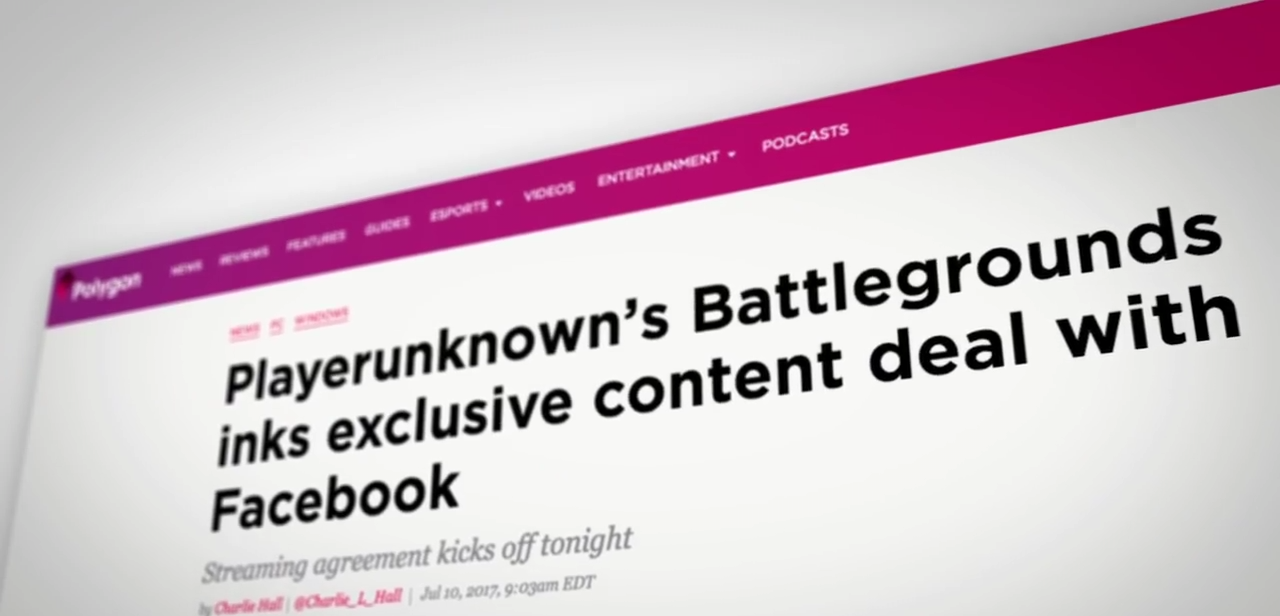 Polygon NEWS REVIEWS FEATURES GUIDES ESPORTS VIDEOS ENTERTAINMENT PODCASTS
NEWS PC WINDOWS
Playerunknown’s Battlegrounds
inks exclusive content deal with
Facebook
Streaming agreement kicks off tonight
by Charlie Hall | @Charlie_L_Hall | Jul 10, 2017, 9:03am EDT